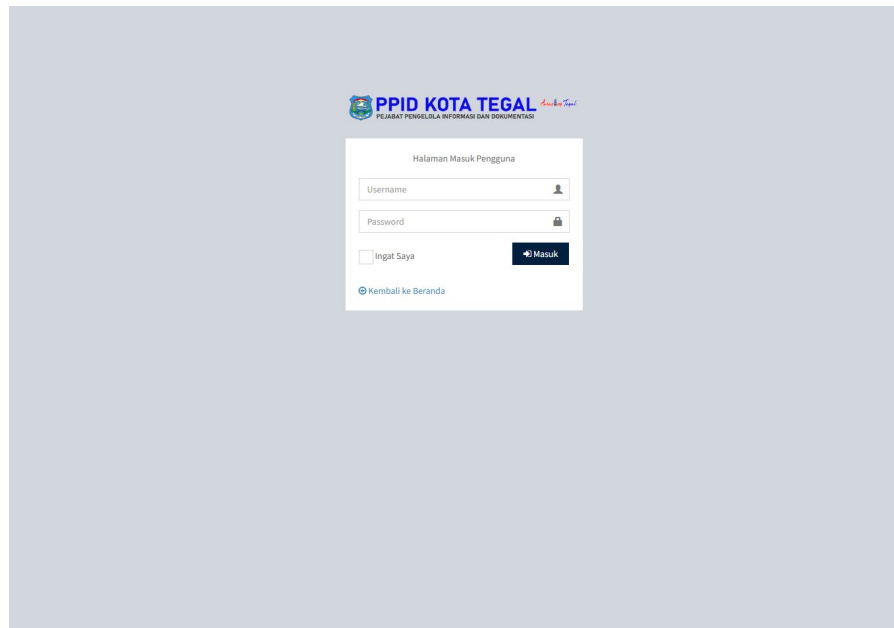 PPID KOTA TEGAL
PEJABAT PENGELOLA INFORMASI DAN DOKUMENTASI
Halaman Masuk Pengguna
Username
Password
Ingat Saya
Masuk
Kembali ke Beranda